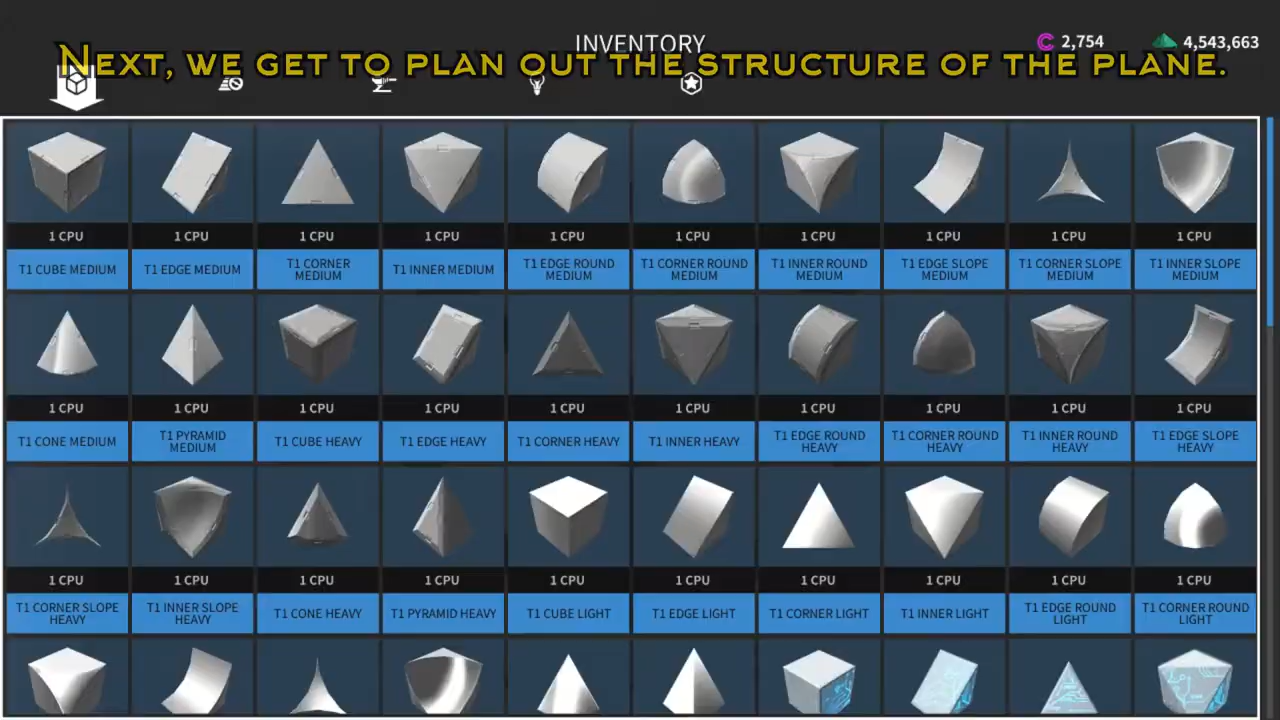 INVENTORY
2,754
4,543,663
Next, we get to plan out the structure of the plane.
1 CPU 1 CPU 1 CPU 1 CPU 1 CPU 1 CPU 1 CPU 1 CPU 1 CPU 1 CPU
T1 CUBE MEDIUM
T1 EDGE MEDIUM
T1 CORNER
MEDIUM
T1 INNER MEDIUM
T1 EDGE ROUND
MEDIUM
T1 CORNER ROUND
MEDIUM
T1 INNER ROUND
MEDIUM
T1 EDGE SLOPE
MEDIUM
T1 CORNER SLOPE
MEDIUM
T1 INNER SLOPE
MEDIUM
1 CPU 1 CPU 1 CPU 1 CPU 1 CPU 1 CPU 1 CPU 1 CPU 1 CPU 1 CPU
T1 CONE MEDIUM
T1 PYRAMID
MEDIUM
T1 CUBE HEAVY
T1 EDGE HEAVY
T1 CORNER HEAVY
T1 INNER HEAVY
T1 EDGE ROUND
HEAVY
T1 CORNER ROUND
HEAVY
T1 INNER ROUND
HEAVY
T1 EDGE SLOPE
HEAVY
1 CPU 1 CPU 1 CPU 1 CPU 1 CPU 1 CPU 1 CPU 1 CPU 1 CPU 1 CPU
T1 CORNER SLOPE
HEAVY
T1 INNER SLOPE
HEAVY
T1 CONE HEAVY
T1 PYRAMID HEAVY
T1 CUBE LIGHT
T1 EDGE LIGHT
T1 CORNER LIGHT
T1 INNER LIGHT
T1 EDGE ROUND
LIGHT
T1 CORNER ROUND
LIGHT